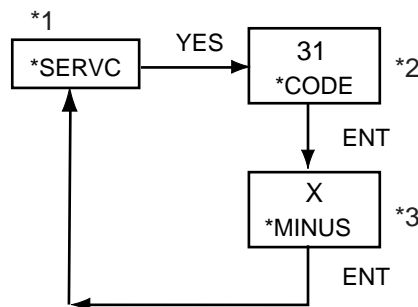 *1
*SERVC
YES
31
*CODE
*2
ENT
X
*MINUS
*3
ENT